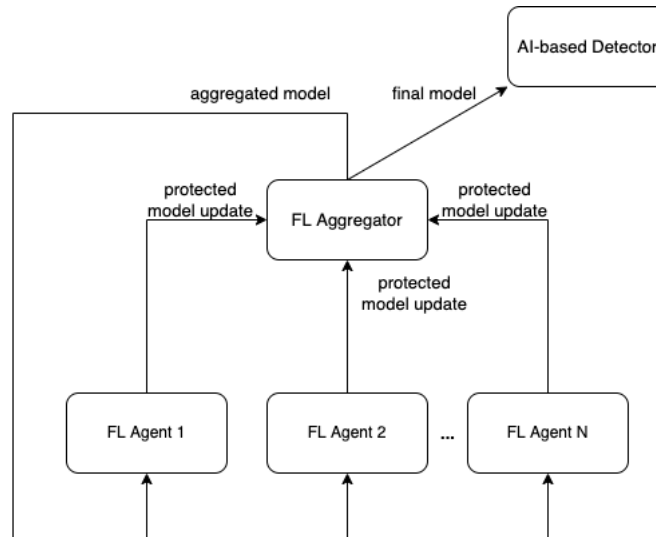 AI-based Detector
aggregated model
final model
protected
model update
FL Aggregator
protected
model update
protected
model update
FL Agent 1
FL Agent 2
...
FL Agent N